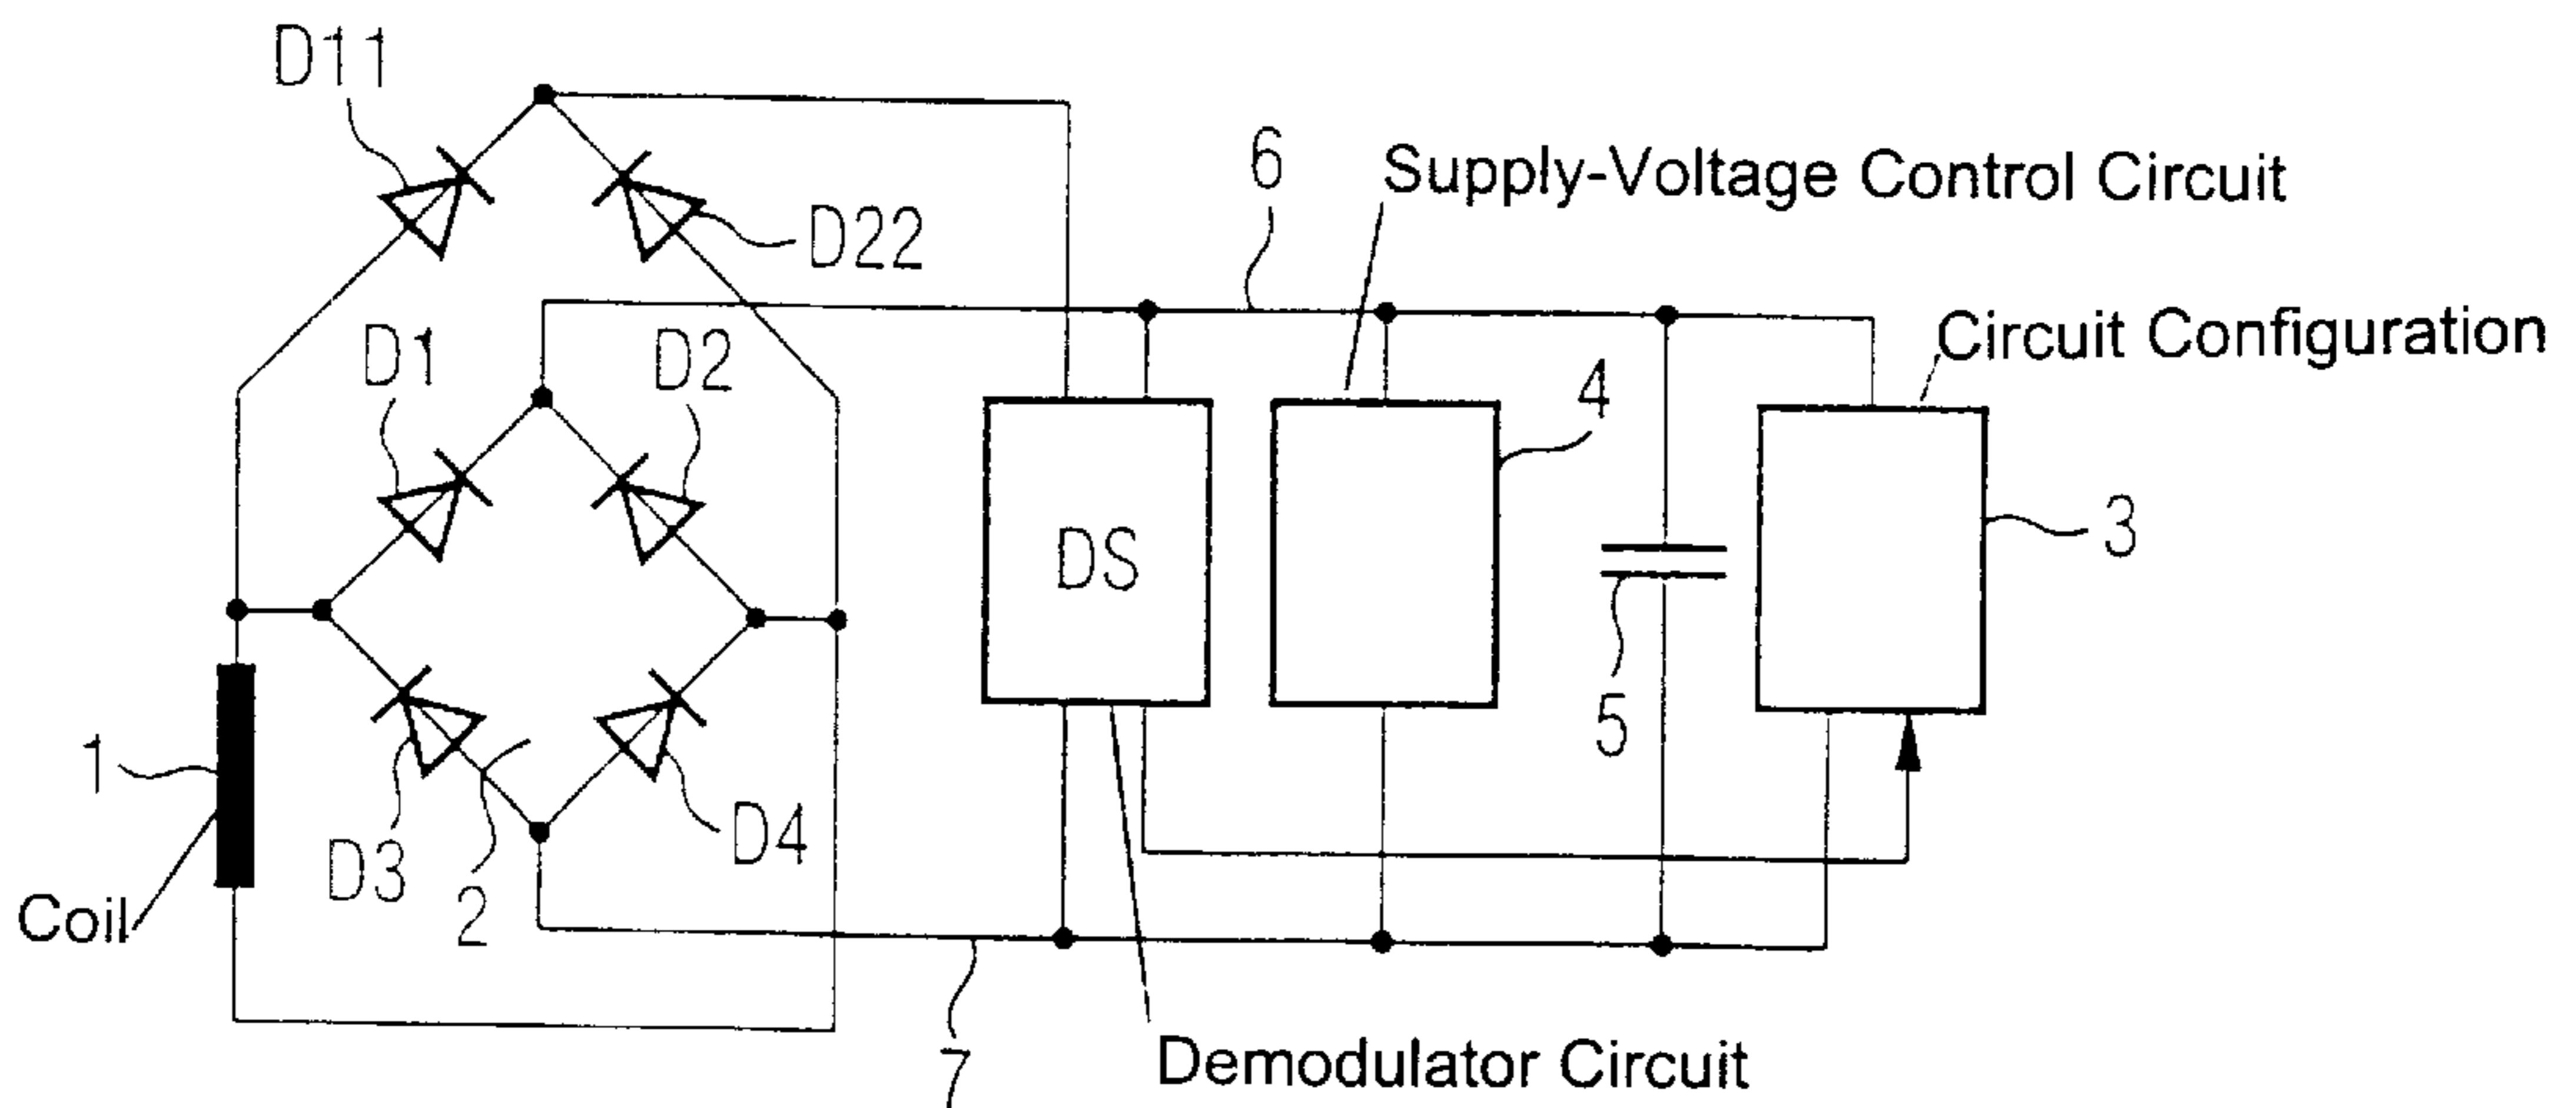 D11
6
Supply-Voltage Control Circuit
D22
D1
D2
Circuit Configuration
4
DS
3
5
1
D3
2
D4
Coil
7
Demodulator Circuit